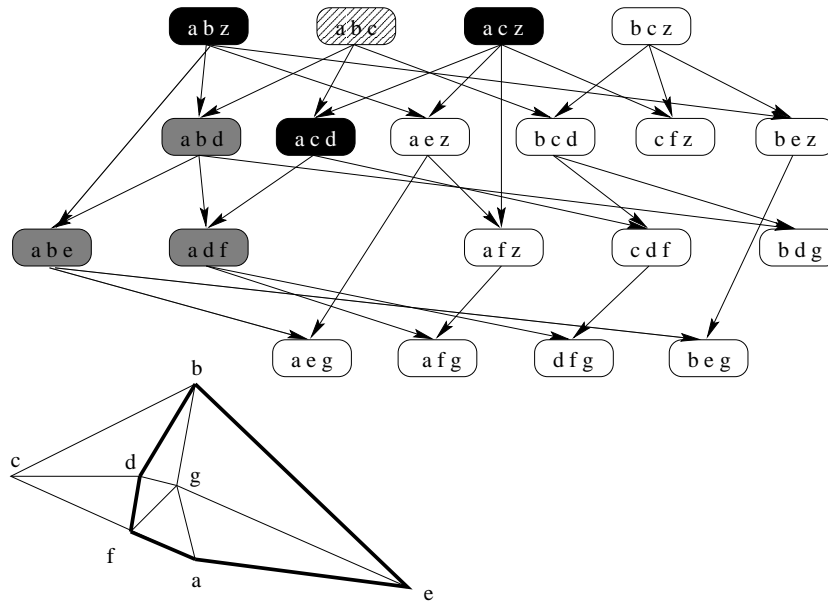 a b z a b c a c z b c z
a b d a c d a e z b c d c f z b e z
a b e a d f a f z c d f b d g
a e g a f g d f g b e g
b
c d g
f
a
e